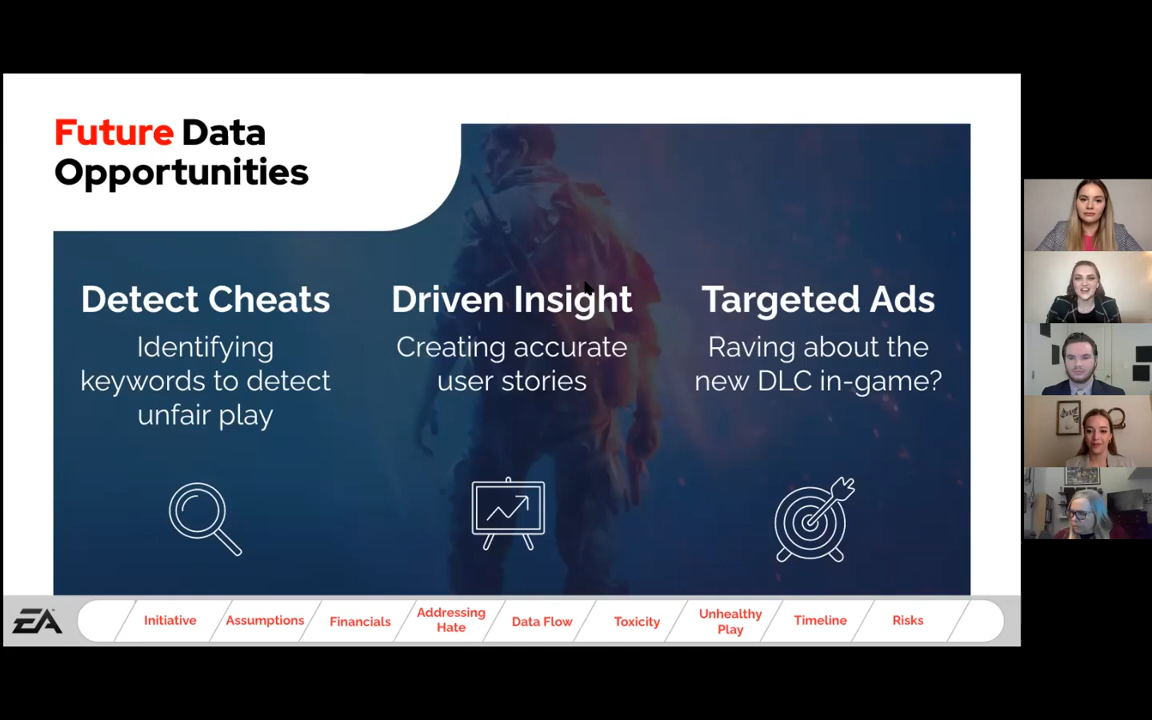 Future Data
Opportunities
Detect Cheats
Identifying
keywords to detect
unfair play
Driven Insight
Creating accurate
user stories
Targeted Ads
Raving about the
new DLC in-game?
EA
Initiative
Assumptions
Financials
Addressing
Hate
Data Flow
Toxicity
Unhealthy
Play
Timeline
Risks